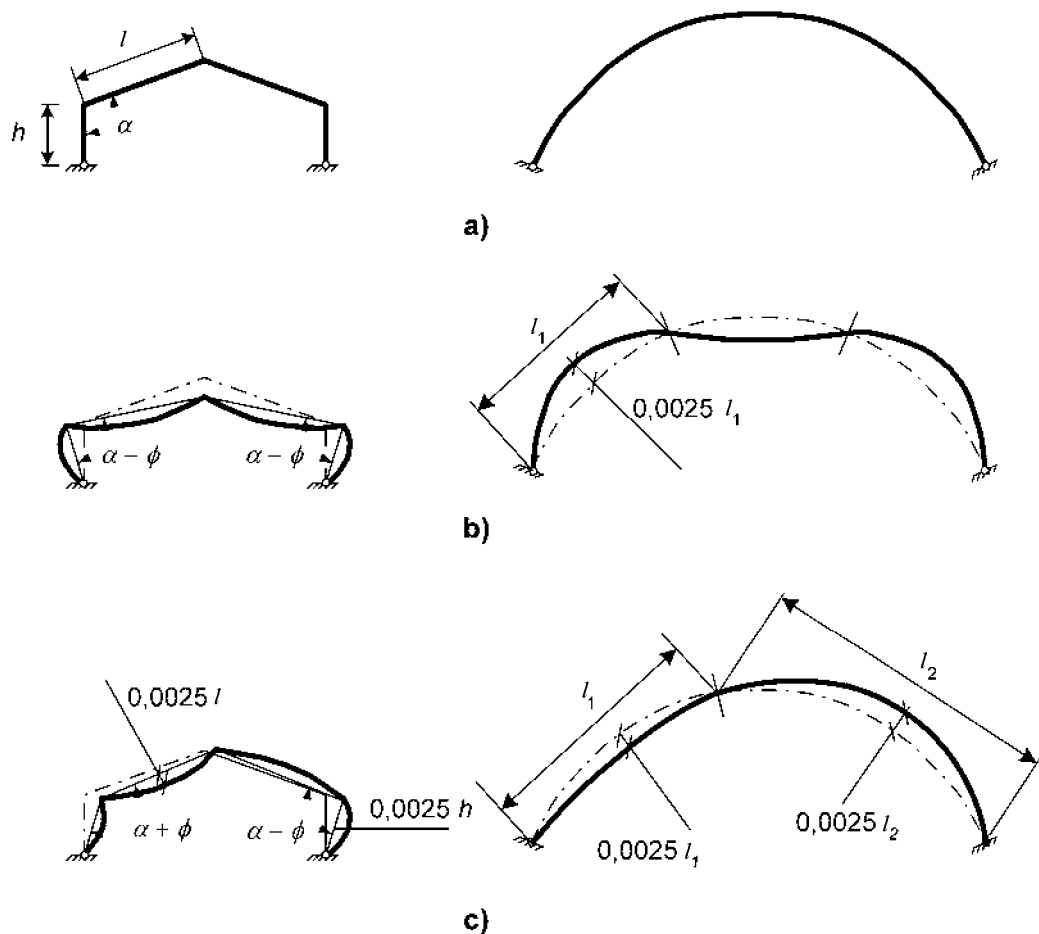 l
h
α
a)
l₁
0,0025 l₁
α – ϕ
α – ϕ
b)
0,0025 l
α + ϕ
α – ϕ
0,0025 h
l₁
l₂
0,0025 l₁
0,0025 l₂
c)